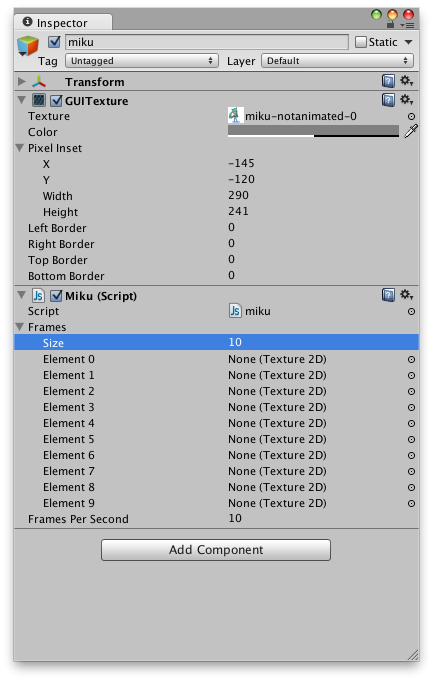 Inspector
miku Static
Tag Untagged Layer Default
Transform
GUITexture
Texture miku-notanimated-0
Color
Pixel Inset
X -145
Y -120
Width 290
Height 241
Left Border 0
Right Border 0
Top Border 0
Bottom Border 0
Js Miku (Script)
Script Js miku
Frames
Size 10
Element 0 None (Texture 2D)
Element 1 None (Texture 2D)
Element 2 None (Texture 2D)
Element 3 None (Texture 2D)
Element 4 None (Texture 2D)
Element 5 None (Texture 2D)
Element 6 None (Texture 2D)
Element 7 None (Texture 2D)
Element 8 None (Texture 2D)
Element 9 None (Texture 2D)
Frames Per Second 10
Add Component